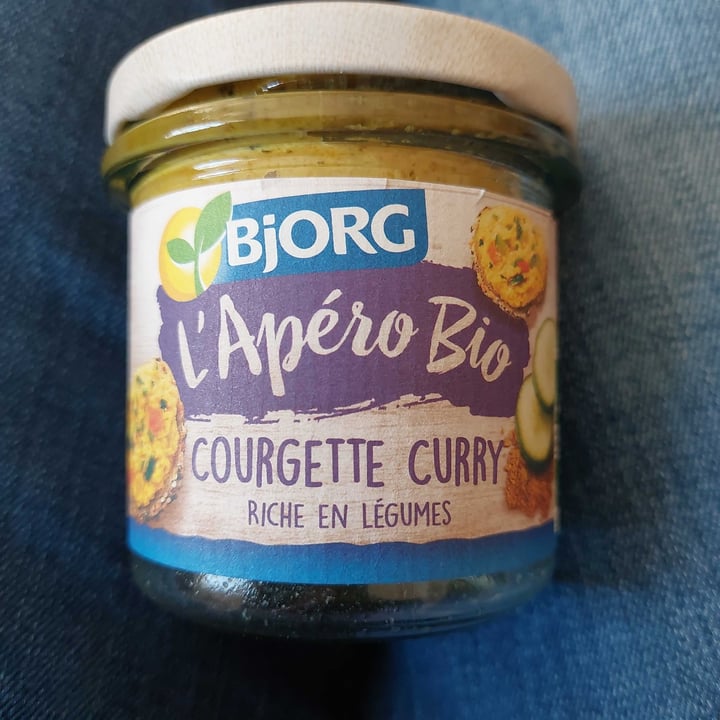 BjORG
L'Apéro Bio
COURGETTE CURRY
RICHE EN LÉGUMES